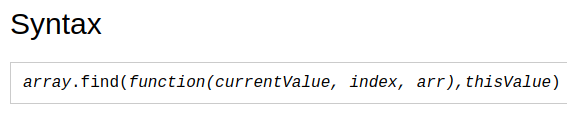 Syntax
array.find(function(currentValue, index, arr),thisValue)